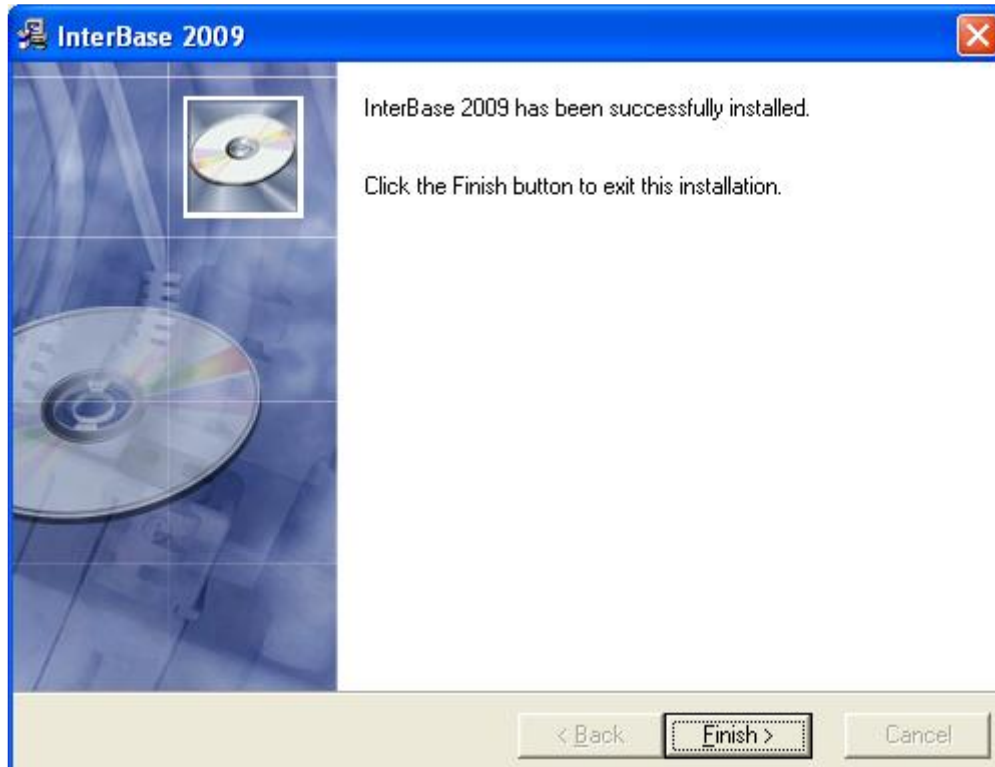 InterBase 2009
InterBase 2009 has been successfully installed.
Click the Finish button to exit this installation.
< Back Finish > Cancel